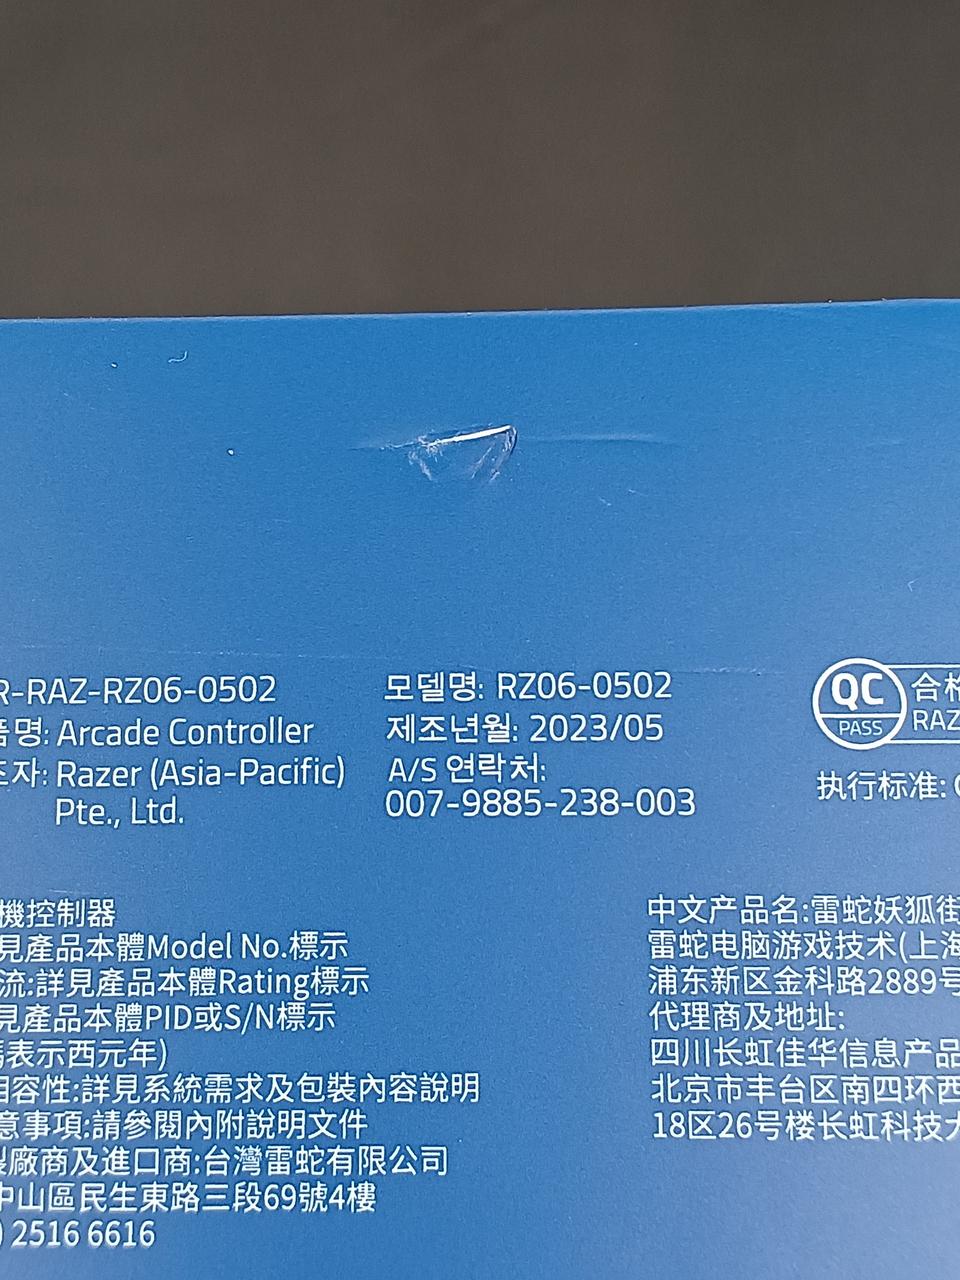 R-RAZ-RZ06-0502
품명: Arcade Controller
조자: Razer (Asia-Pacific)
Pte., Ltd.
모델명: RZ06-0502
제조년월: 2023/05
A/S 연락처:
007-9885-238-003
QC
PASS
合格
RAZ
执行标准:
機控制器
見產品本體Model No.標示
流:詳見產品本體Rating標示
見產品本體PID或S/N標示
表示西元年)
相容性:詳見系統需求及包裝內容說明
意事項:請參閱內附說明文件
製廠商及進口商:台灣雷蛇有限公司
中山區民生東路三段69號4樓
) 2516 6616
中文产品名:雷蛇妖狐街
雷蛇电脑游戏技术(上海
浦东新区金科路2889号
代理商及地址:
四川长虹佳华信息产品
北京市丰台区南四环西
18区26号楼长虹科技大